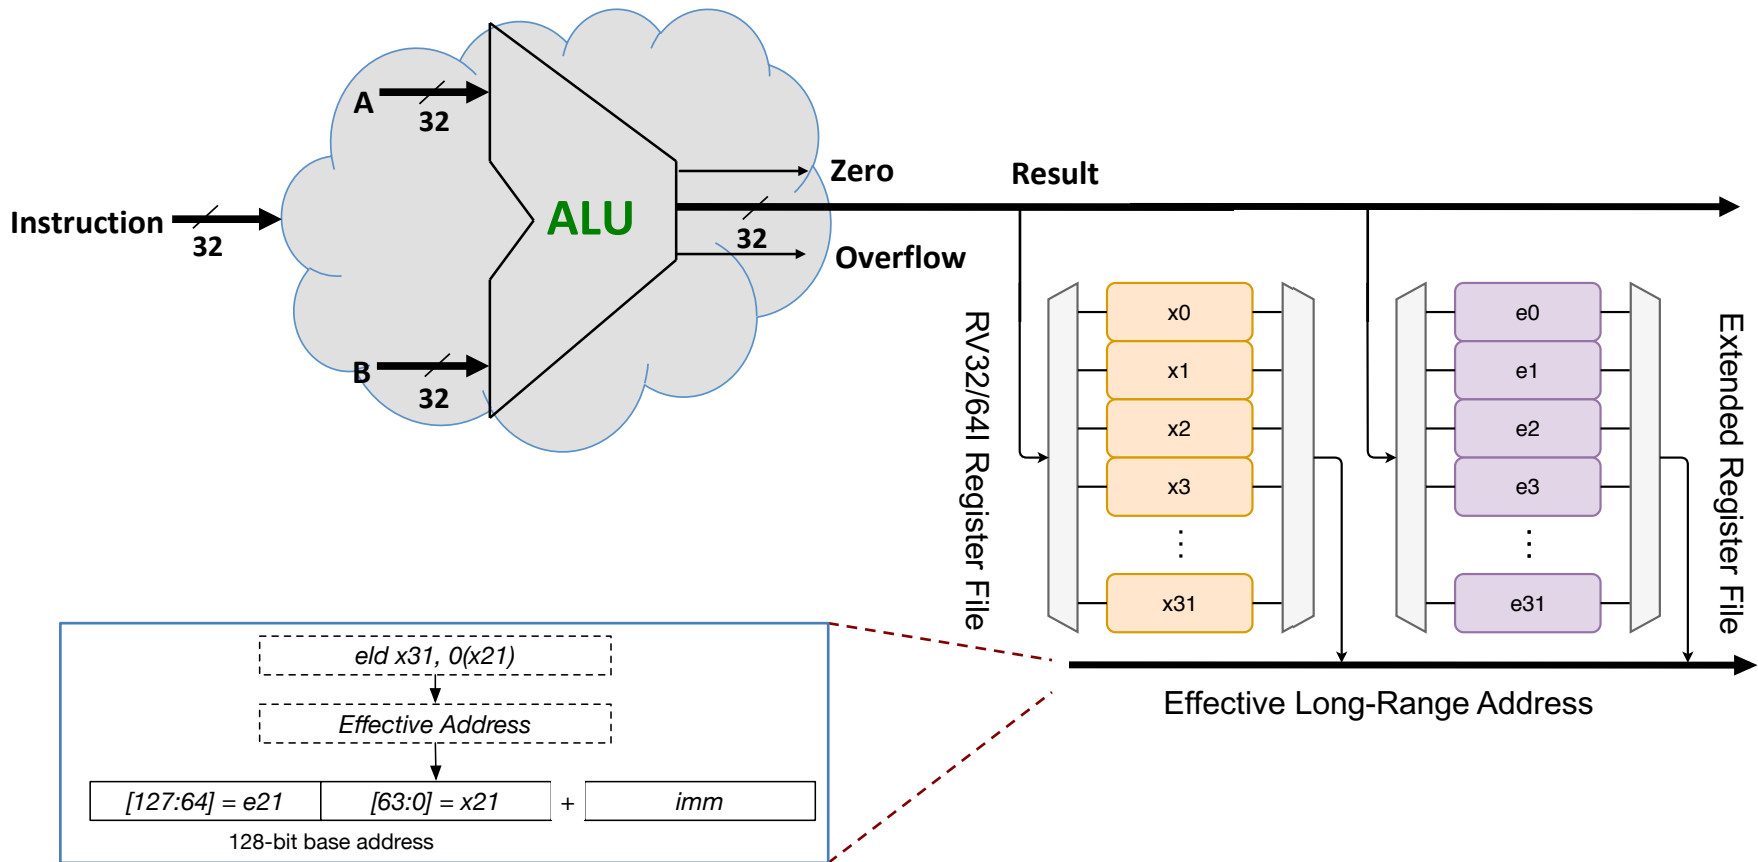 A
32
Zero
Result
Instruction
32
ALU
32
Overflow
B
32
RV32/64I Register File
x0
x1
x2
x3
⋮
x31
e0
e1
e2
e3
⋮
e31
Extended Register File
Effective Long-Range Address
eld x31, 0(x21)
Effective Address
[127:64] = e21
[63:0] = x21
+
imm
128-bit base address